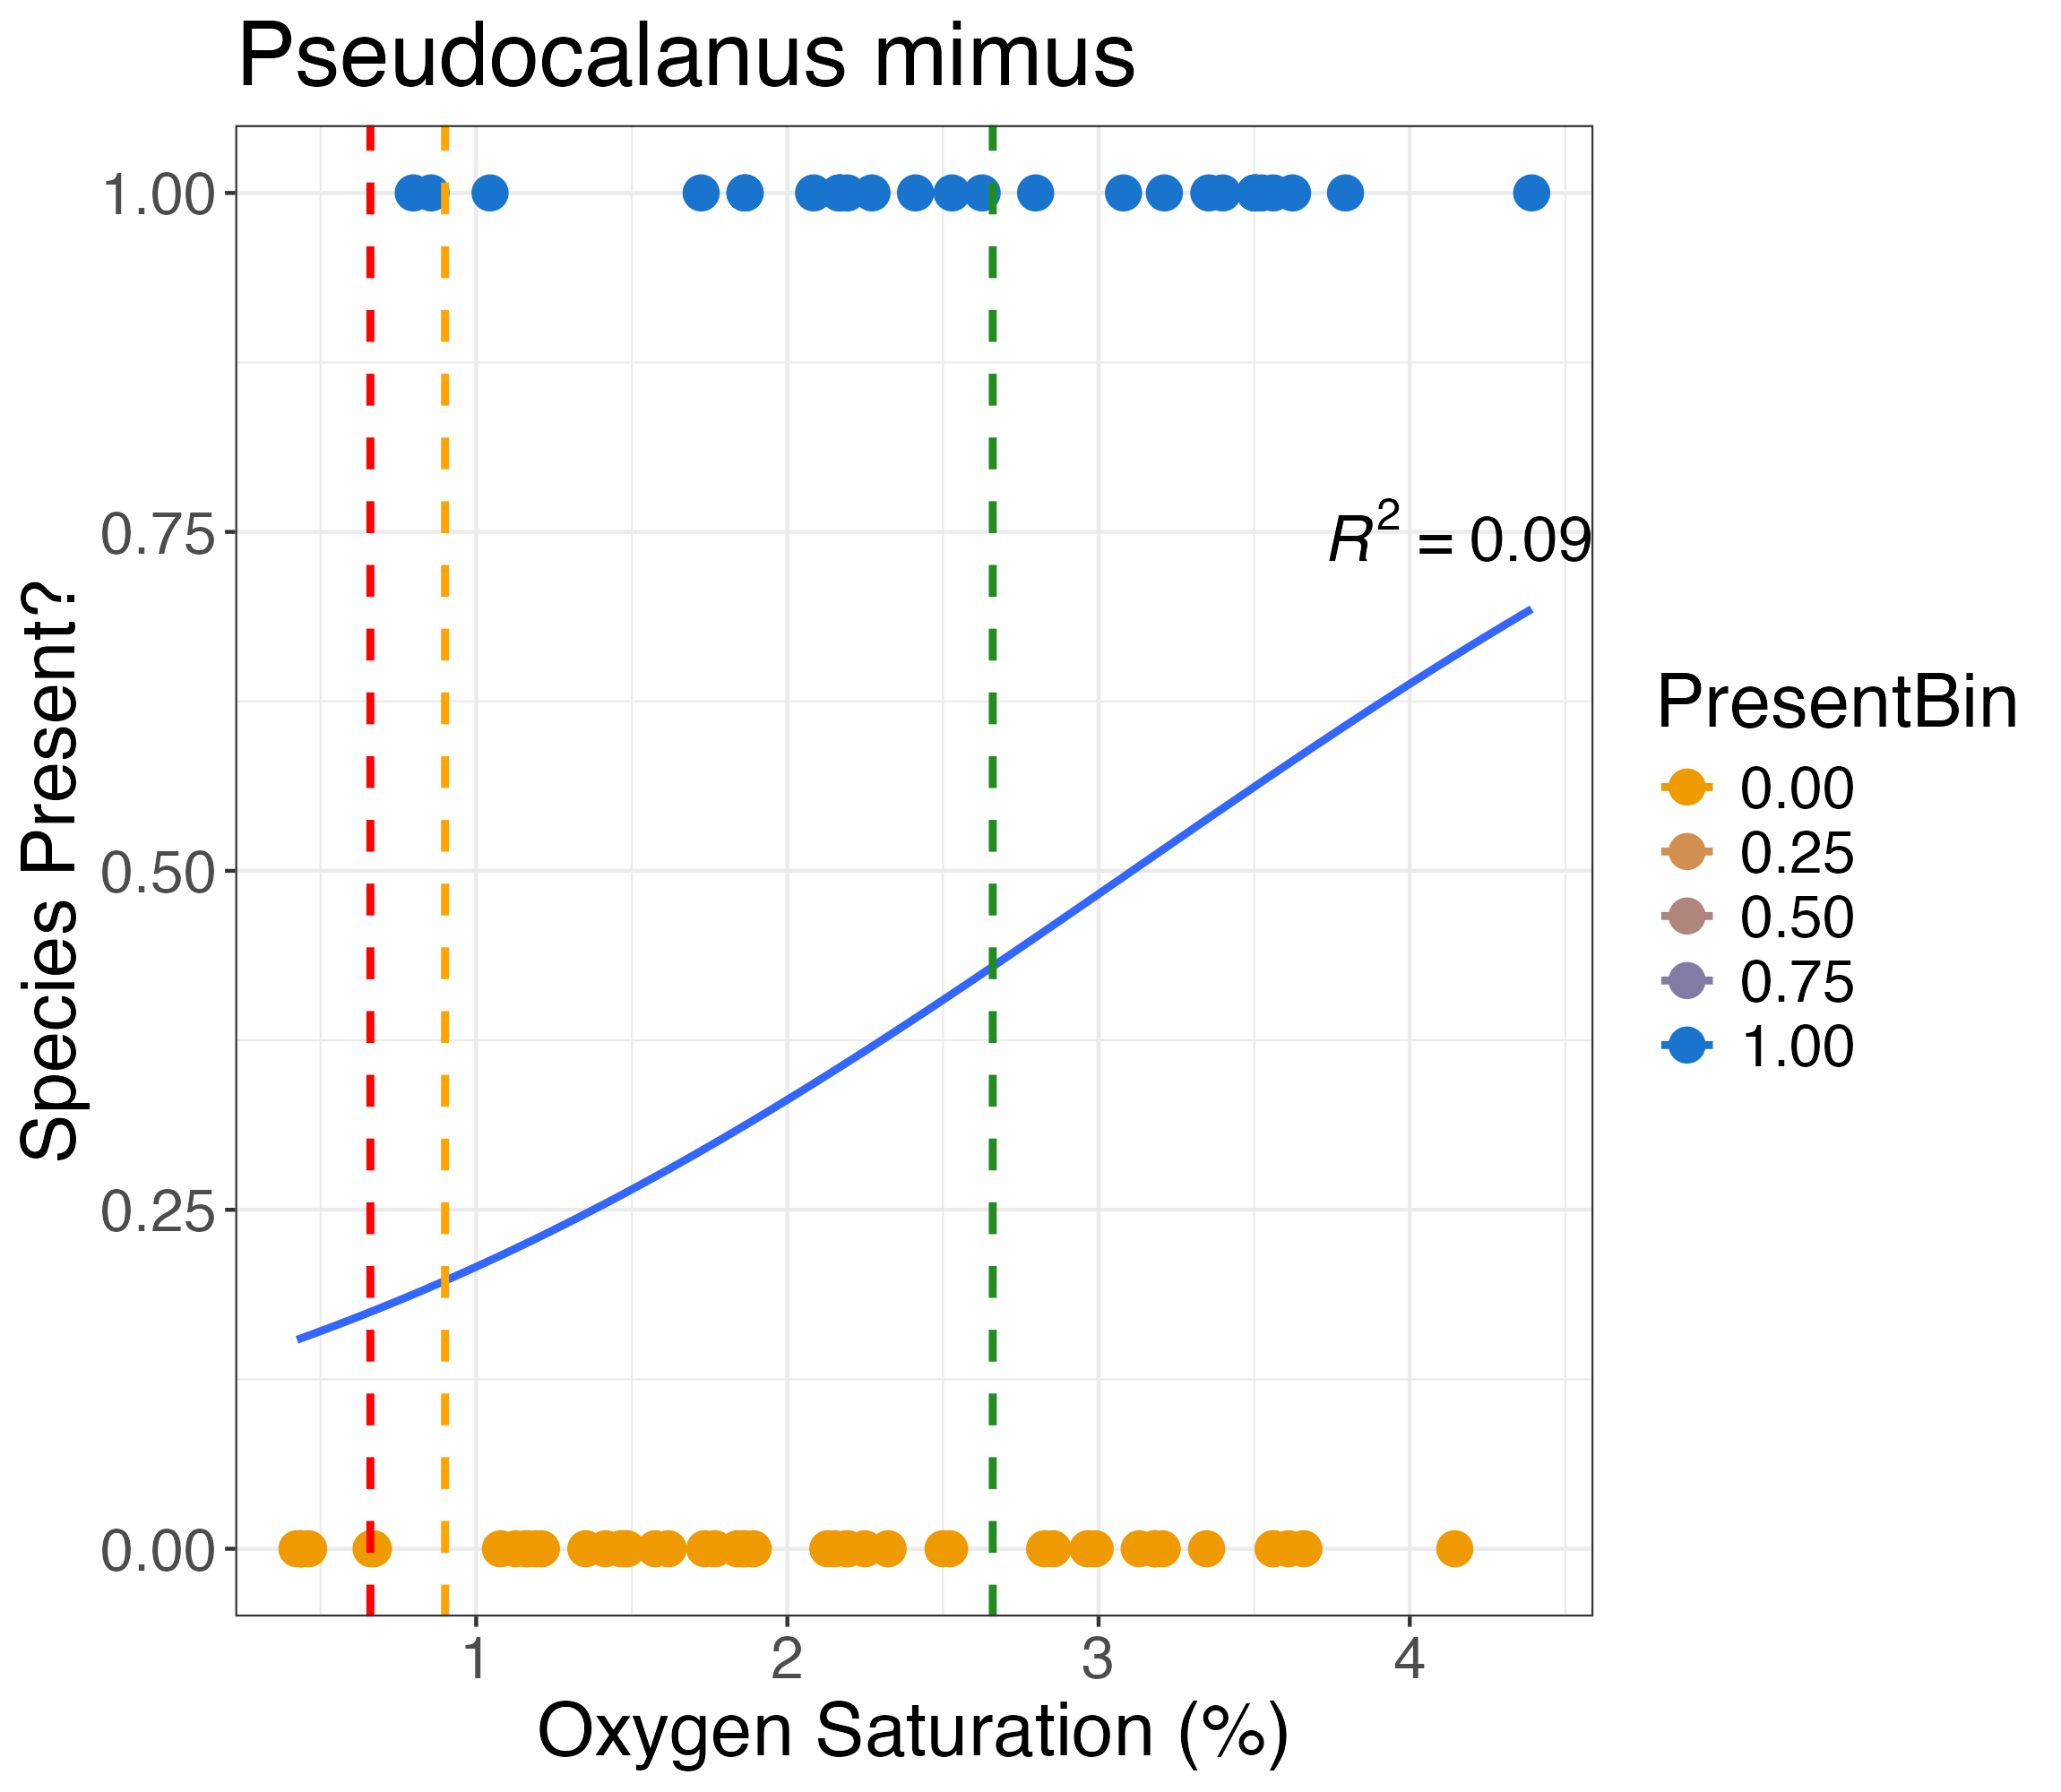 Pseudocalanus mimus
Species Present?
1.00
0.75
0.50
0.25
0.00
R² = 0.09
1
2
3
4
Oxygen Saturation (%)
PresentBin
0.00
0.25
0.50
0.75
1.00